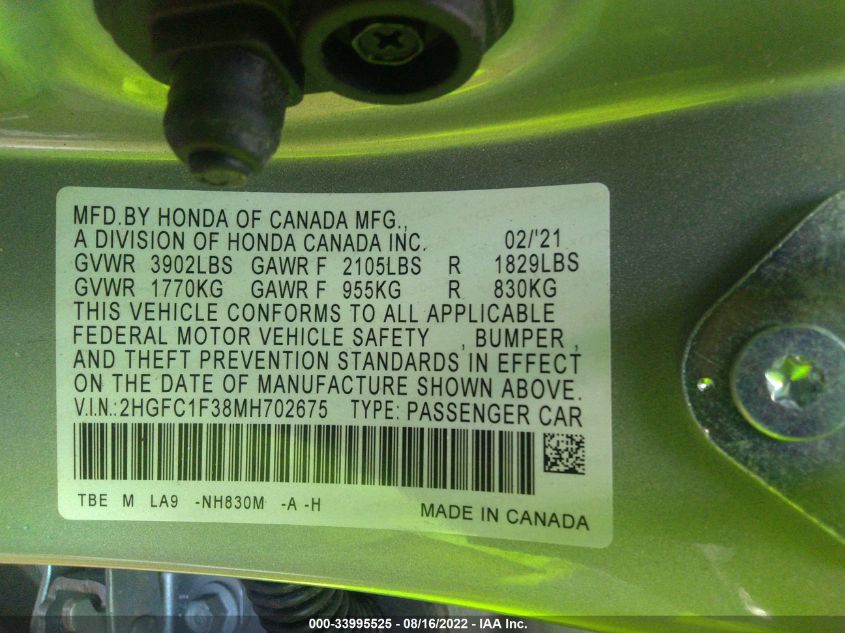 MFD.BY HONDA OF CANADA MFG.,
A DIVISION OF HONDA CANADA INC. 02/'21
GVWR 3902LBS GAWR F 2105LBS R 1829LBS
GVWR 1770KG GAWR F 955KG R 830KG
THIS VEHICLE CONFORMS TO ALL APPLICABLE
FEDERAL MOTOR VEHICLE SAFETY , BUMPER ,
AND THEFT PREVENTION STANDARDS IN EFFECT
ON THE DATE OF MANUFACTURE SHOWN ABOVE.
V.I.N.:2HGFC1F38MH702675 TYPE: PASSENGER CAR
TBE M LA9 -NH830M -A -H MADE IN CANADA
000-33995525 - 08/16/2022 - IAA Inc.